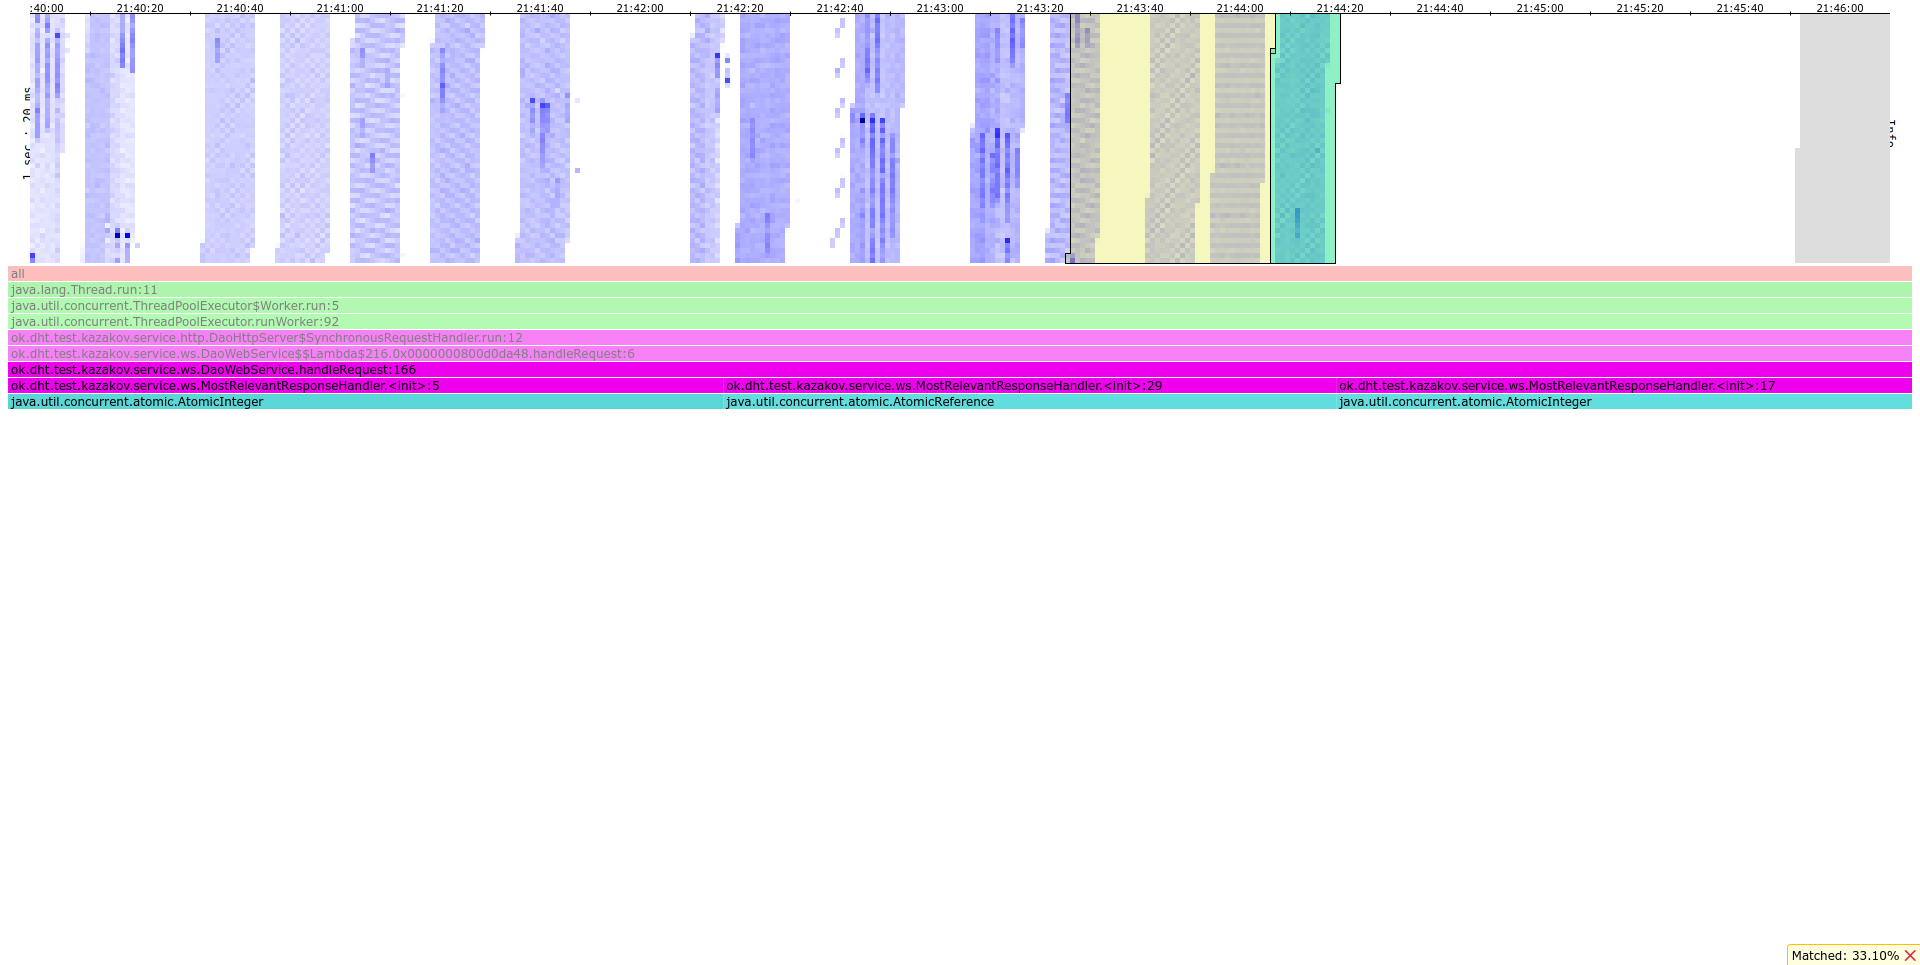 :40:00 21:40:20 21:40:40 21:41:00 21:41:20 21:41:40 21:42:00 21:42:20 21:42:40 21:43:00 21:43:20 21:43:40 21:44:00 21:44:20 21:44:40 21:45:00 21:45:20 21:45:40 21:46:00
1 sec : 20 ms
Info
all
java.lang.Thread.run:11
java.util.concurrent.ThreadPoolExecutor$Worker.run:5
java.util.concurrent.ThreadPoolExecutor.runWorker:92
ok.dht.test.kazakov.service.http.DaoHttpServer$SynchronousRequestHandler.run:12
ok.dht.test.kazakov.service.ws.DaoWebService$$Lambda$216.0x0000000800d0da48.handleRequest:6
ok.dht.test.kazakov.service.ws.DaoWebService.handleRequest:166
ok.dht.test.kazakov.service.ws.MostRelevantResponseHandler.<init>:5 ok.dht.test.kazakov.service.ws.MostRelevantResponseHandler.<init>:29 ok.dht.test.kazakov.service.ws.MostRelevantResponseHandler.<init>:17
java.util.concurrent.atomic.AtomicInteger java.util.concurrent.atomic.AtomicReference java.util.concurrent.atomic.AtomicInteger
Matched: 33.10%